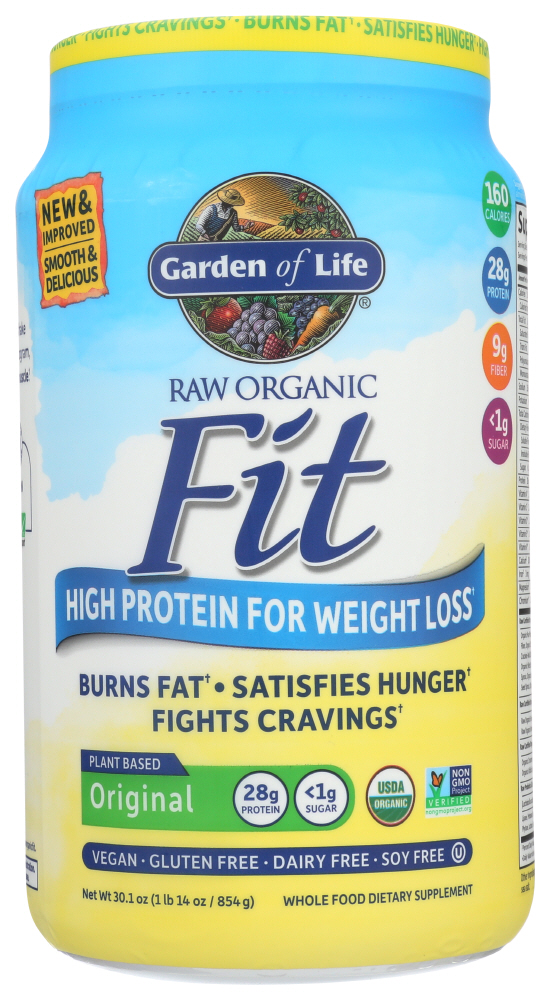 FIGHTS CRAVINGS† • BURNS FAT† • SATISFIES HUNGER†
NEW &
IMPROVED
SMOOTH &
DELICIOUS
160
CALORIES
28g
PROTEIN
9g
FIBER
<1g
SUGAR
Garden of Life®
RAW ORGANIC
Fit
HIGH PROTEIN FOR WEIGHT LOSS†
BURNS FAT† • SATISFIES HUNGER†
FIGHTS CRAVINGS†
PLANT BASED
Original
28g
PROTEIN
<1g
SUGAR
USDA
ORGANIC
NON
GMO
Project
VERIFIED
nongmoproject.org
VEGAN · GLUTEN FREE · DAIRY FREE · SOY FREE U
Net Wt 30.1 oz (1 lb 14 oz / 854 g)
WHOLE FOOD DIETARY SUPPLEMENT